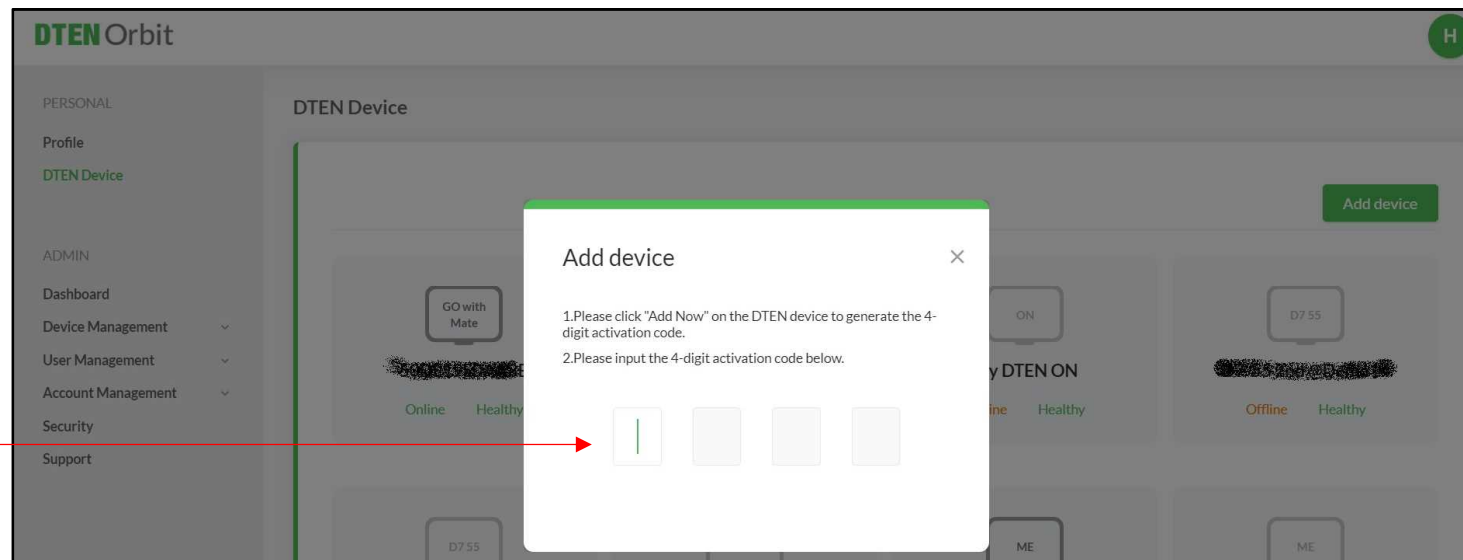 DTEN Orbit
H
PERSONAL
Profile
DTEN Device
ADMIN
Dashboard
Device Management
User Management
Account Management
Security
Support
DTEN Device
Add device
GO with
Mate
Online Healthy
ON
y DTEN ON
ine Healthy
D7 55
Offline Healthy
Add device
1.Please click "Add Now" on the DTEN device to generate the 4-
digit activation code.
2.Please input the 4-digit activation code below.
D7 55
ME
ME